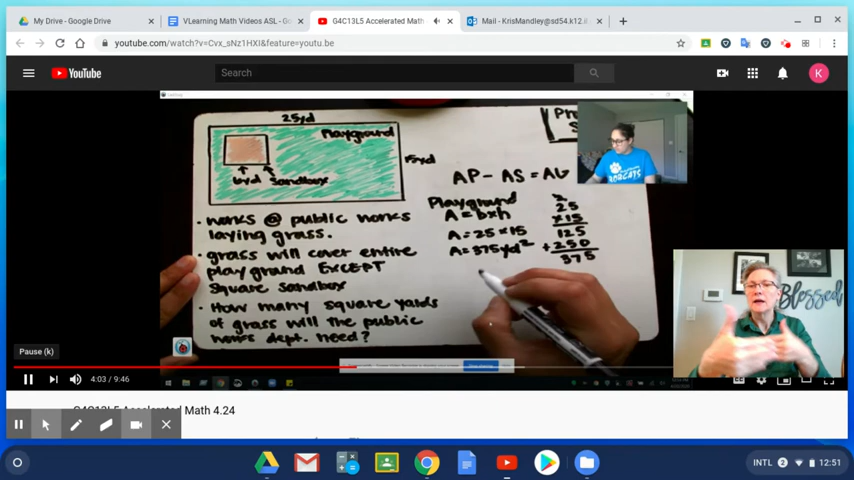 My Drive - Google Drive
VLearning Math Videos ASL - G
G4C13L5 Accelerated Math
Mail - KrisMandley@sd54.k12.il
youtube.com/watch?v=Cvx_sNz1HXI&feature=youtu.be
YouTube
Search
K
25yd
Playground
15yd
6yd
Sandbox
AP - AS = AG
Playground
A = b×h
A = 25 × 15
A = 375yd²
2
25
×15
125
+250
375
• works @ public works
laying grass.
• grass will cover entire
playground EXCEPT
square sandbox
• How many square yards
of grass will the public
works dept. need?
BOBCATS
Blessed
Pause (k)
4:03 / 9:46
G4C13L5 Accelerated Math 4.24
INTL
2
12:51